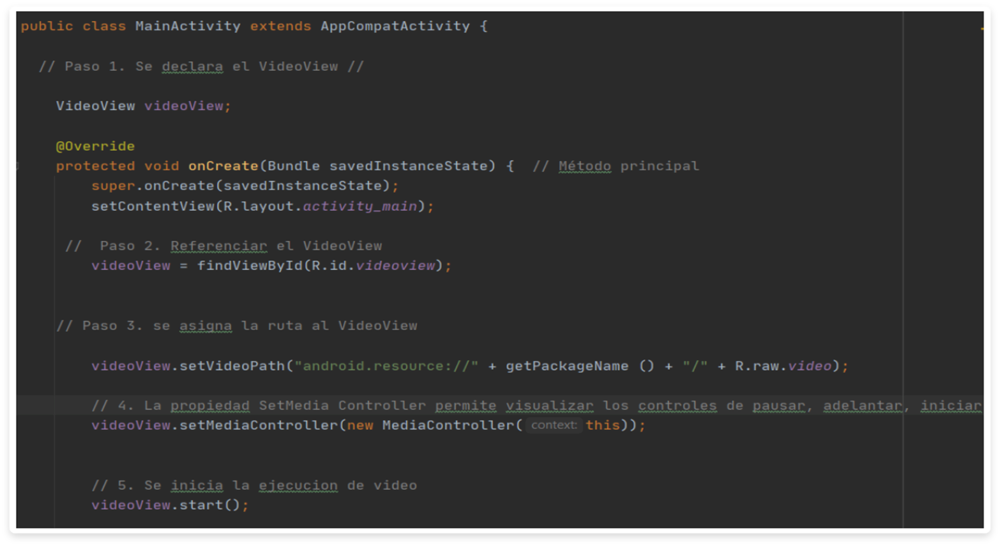 public class MainActivity extends AppCompatActivity {
// Paso 1. Se declara el VideoView //
VideoView videoView;
@Override
protected void onCreate(Bundle savedInstanceState) {  // Método principal
super.onCreate(savedInstanceState);
setContentView(R.layout.activity_main);
//  Paso 2. Referenciar el VideoView
videoView = findViewById(R.id.videoview);
// Paso 3. se asigna la ruta al VideoView
videoView.setVideoPath("android.resource://" + getPackageName () + "/" + R.raw.video);
// 4. La propiedad SetMedia Controller permite visualizar los controles de pausar, adelantar, iniciar
videoView.setMediaController(new MediaController( context: this));
// 5. Se inicia la ejecucion de video
videoView.start();